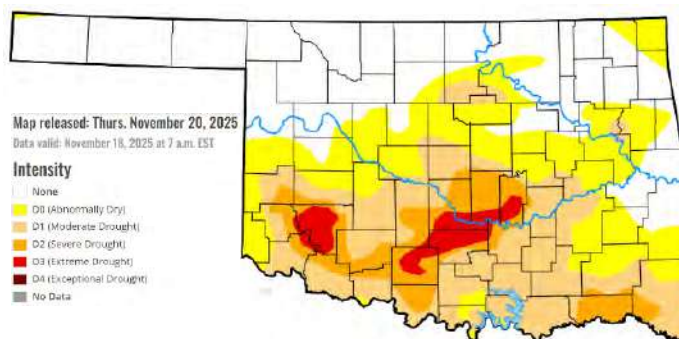 Map released: Thurs. November 20, 2025
Data valid: November 18, 2025 at 7 a.m. EST
Intensity
None
D0 (Abnormally Dry)
D1 (Moderate Drought)
D2 (Severe Drought)
D3 (Extreme Drought)
D4 (Exceptional Drought)
No Data